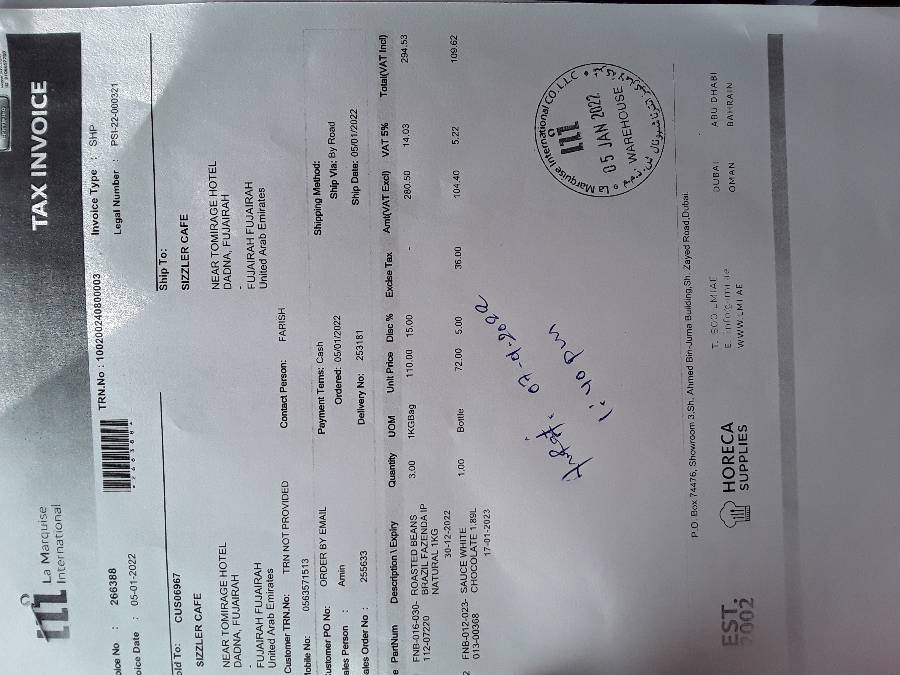 La Marquise
International
TAX INVOICE
TRN.No : 100200240800003
Invoice Type : SHP
oice No : 266388
Legal Number : PSI-22-000321
oice Date : 05-01-2022
old To: CUS06967
Ship To:
SIZZLER CAFE
SIZZLER CAFE
NEAR TOMIRAGE HOTEL
DADNA, FUJAIRAH
-
FUJAIRAH FUJAIRAH
United Arab Emirates
NEAR TOMIRAGE HOTEL
DADNA, FUJAIRAH
-
FUJAIRAH FUJAIRAH
United Arab Emirates
Customer TRN.No: TRN NOT PROVIDED
Contact Person: FARISH
Mobile No: 0563571513
Shipping Method:
ustomer PO No: ORDER BY EMAIL
Payment Terms: Cash
Ship Via: By Road
ales Person : Amin
Ordered: 05/01/2022
Ship Date: 05/01/2022
ales Order No : 255633
Delivery No: 253181
e PartNum Description \ Expiry Quantity UOM Unit Price Disc % Excise Tax Amt(VAT Excl) VAT 5% Total(VAT Incl)
FNB-016-030- ROASTED BEANS 3.00 1KGBag 110.00 15.00 - 280.50 14.03 294.53
112-07220 BRAZIL FAZENDA IP
NATURAL 1KG
30-12-2022
2 FNB-012-023- SAUCE WHITE 1.00 Bottle 72.00 5.00 36.00 104.40 5.22 109.62
013-00368 CHOCOLATE 1.89L
17-01-2023
07-1-2022
1:40 pm
La Marquise International CO. L.L.C
05 JAN 2022
WAREHOUSE
P.O. Box 74476, Showroom 3,Sh. Ahmed Bin-Juma Building,Sh. Zayed Road,Dubai.
EST.
2002
HORECA
SUPPLIES
T. 600 LMIAE
E. info@lmii.ae
WWW.LMI.AE
DUBAI
OMAN
ABU DHABI
BAHRAIN